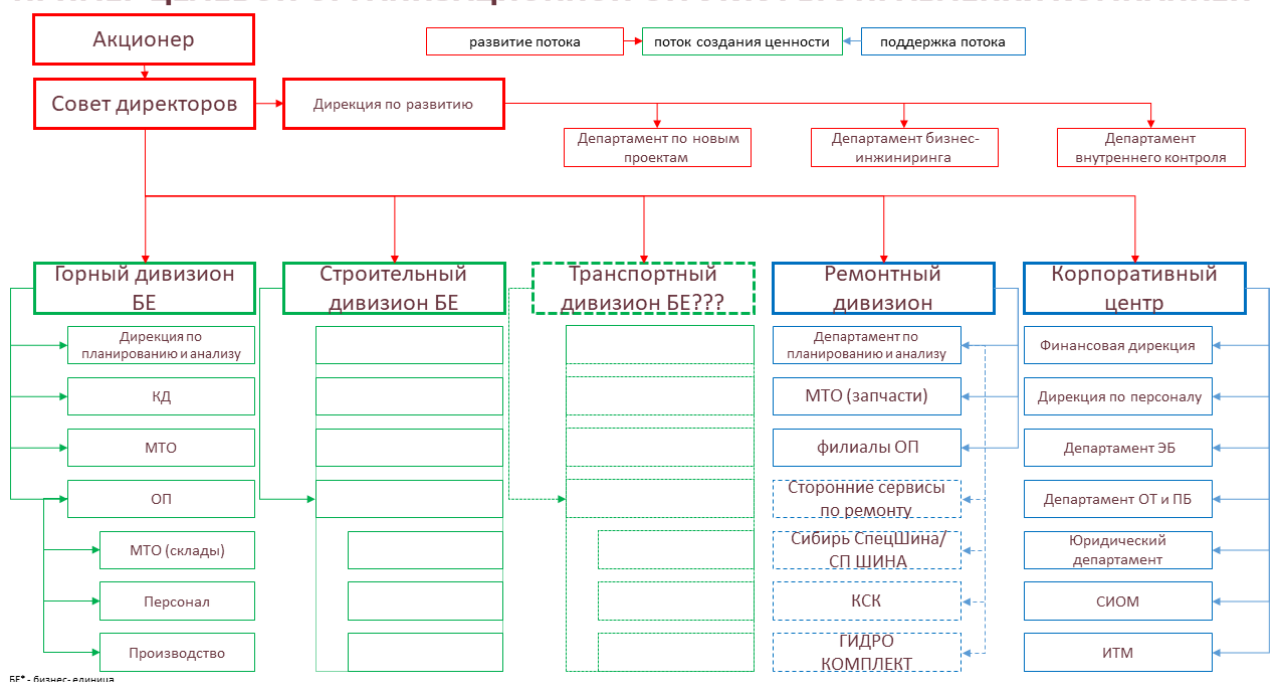 Акционер
развитие потока
поток создания ценности
поддержка потока
Совет директоров
Дирекция по развитию
Департамент по новым
проектам
Департамент бизнес-
инжиниринга
Департамент
внутреннего контроля
Горный дивизион
БЕ
Строительный
дивизион БЕ
Транспортный
дивизион БЕ???
Ремонтный
дивизион
Корпоративный
центр
Дирекция по
планированию и анализу
Департамент по
планированию и анализу
Финансовая дирекция
КД
МТО (запчасти)
Дирекция по персоналу
МТО
филиалы ОП
Департамент ЭБ
ОП
Сторонние сервисы
по ремонту
Департамент ОТ и ПБ
МТО (склады)
Сибирь СпецШина/
СП ШИНА
Юридический
департамент
Персонал
КСК
СИОМ
Производство
ГИДРО
КОМПЛЕКТ
ИТМ
БЕ* - бизнес- единица